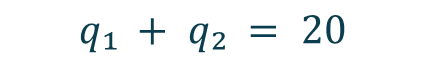 q₁ + q₂ = 20